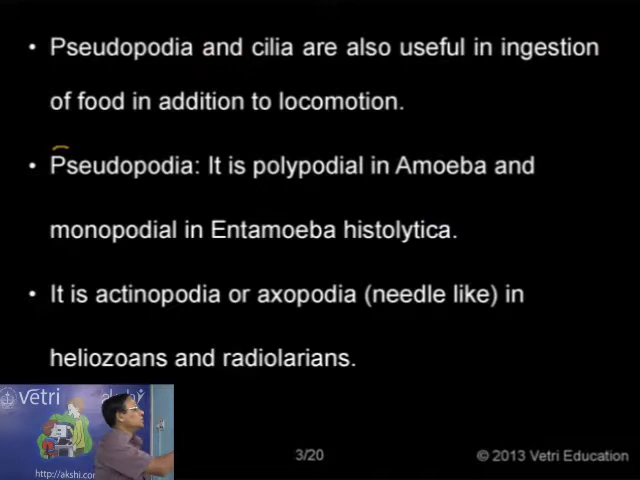 • Pseudopodia and cilia are also useful in ingestion
of food in addition to locomotion.
• Pseudopodia: It is polypodial in Amoeba and
monopodial in Entamoeba histolytica.
• It is actinopodia or axopodia (needle like) in
heliozoans and radiolarians.
vetri
akshi
http://akshi.com
3/20
© 2013 Vetri Education